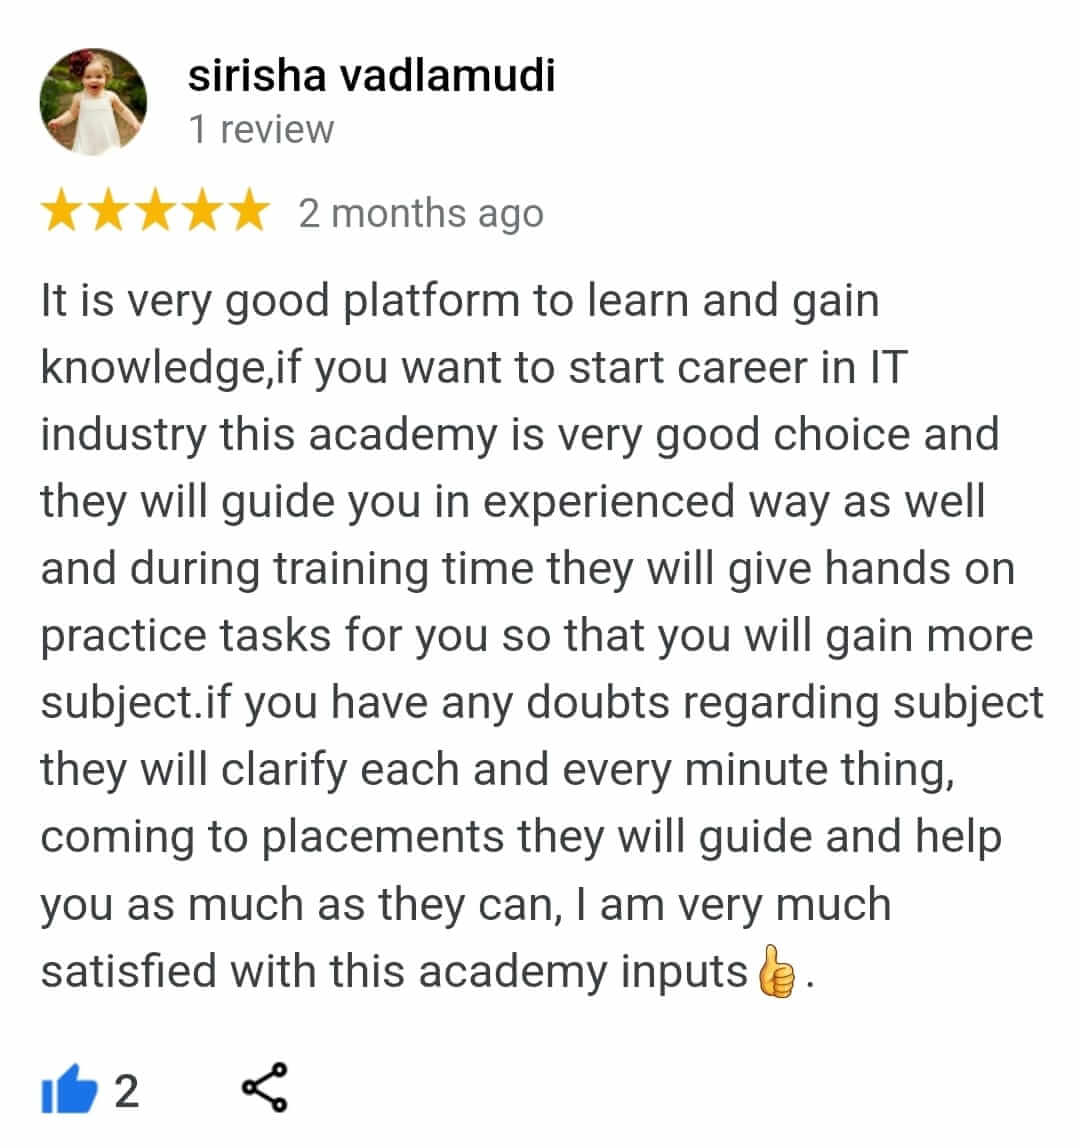 sirisha vadlamudi
1 review
2 months ago
It is very good platform to learn and gain
knowledge,if you want to start career in IT
industry this academy is very good choice and
they will guide you in experienced way as well
and during training time they will give hands on
practice tasks for you so that you will gain more
subject.if you have any doubts regarding subject
they will clarify each and every minute thing,
coming to placements they will guide and help
you as much as they can, I am very much
satisfied with this academy inputs👍.
2